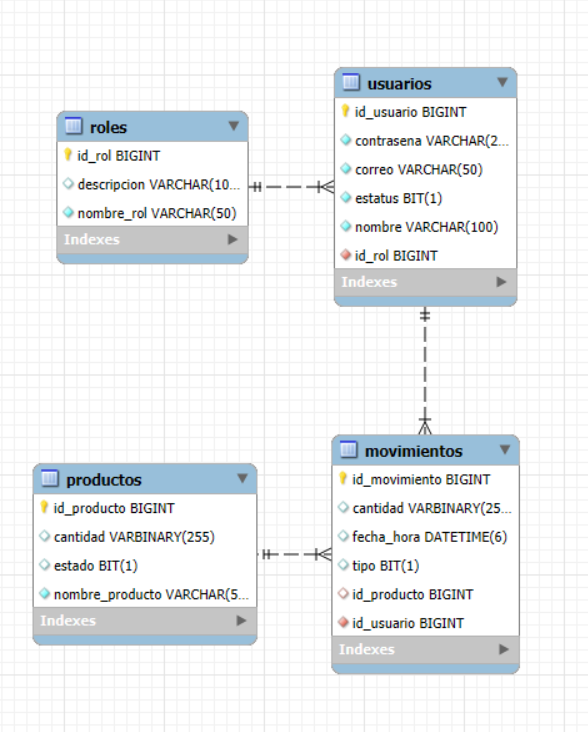 roles
id_rol BIGINT
descripcion VARCHAR(10...
nombre_rol VARCHAR(50)
Indexes
usuarios
id_usuario BIGINT
contrasena VARCHAR(2...
correo VARCHAR(50)
estatus BIT(1)
nombre VARCHAR(100)
id_rol BIGINT
Indexes
productos
id_producto BIGINT
cantidad VARBINARY(255)
estado BIT(1)
nombre_producto VARCHAR(5...
Indexes
movimientos
id_movimiento BIGINT
cantidad VARBINARY(25...
fecha_hora DATETIME(6)
tipo BIT(1)
id_producto BIGINT
id_usuario BIGINT
Indexes